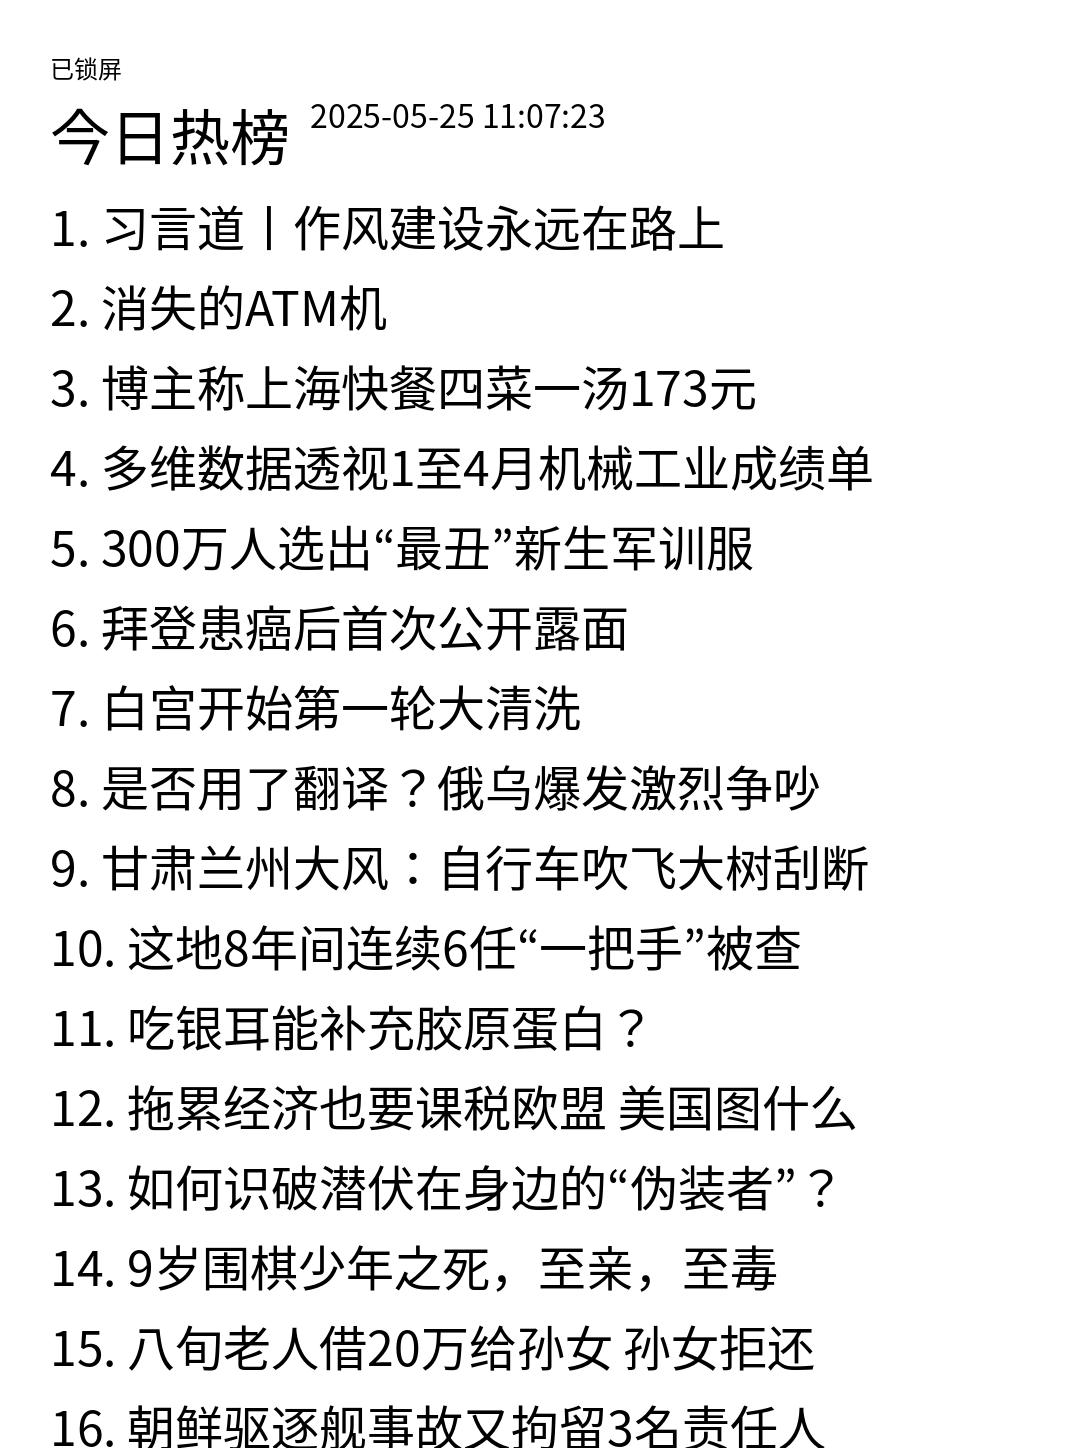 已锁屏
今日热榜 2025-05-25 11:07:23
1. 习言道丨作风建设永远在路上
2. 消失的ATM机
3. 博主称上海快餐四菜一汤173元
4. 多维数据透视1至4月机械工业成绩单
5. 300万人选出“最丑”新生军训服
6. 拜登患癌后首次公开露面
7. 白宫开始第一轮大清洗
8. 是否用了翻译？俄乌爆发激烈争吵
9. 甘肃兰州大风：自行车吹飞大树刮断
10. 这地8年间连续6任“一把手”被查
11. 吃银耳能补充胶原蛋白？
12. 拖累经济也要课税欧盟 美国图什么
13. 如何识破潜伏在身边的“伪装者”？
14. 9岁围棋少年之死，至亲，至毒
15. 八旬老人借20万给孙女 孙女拒还
16. 朝鲜驱逐舰事故又拘留3名责任人